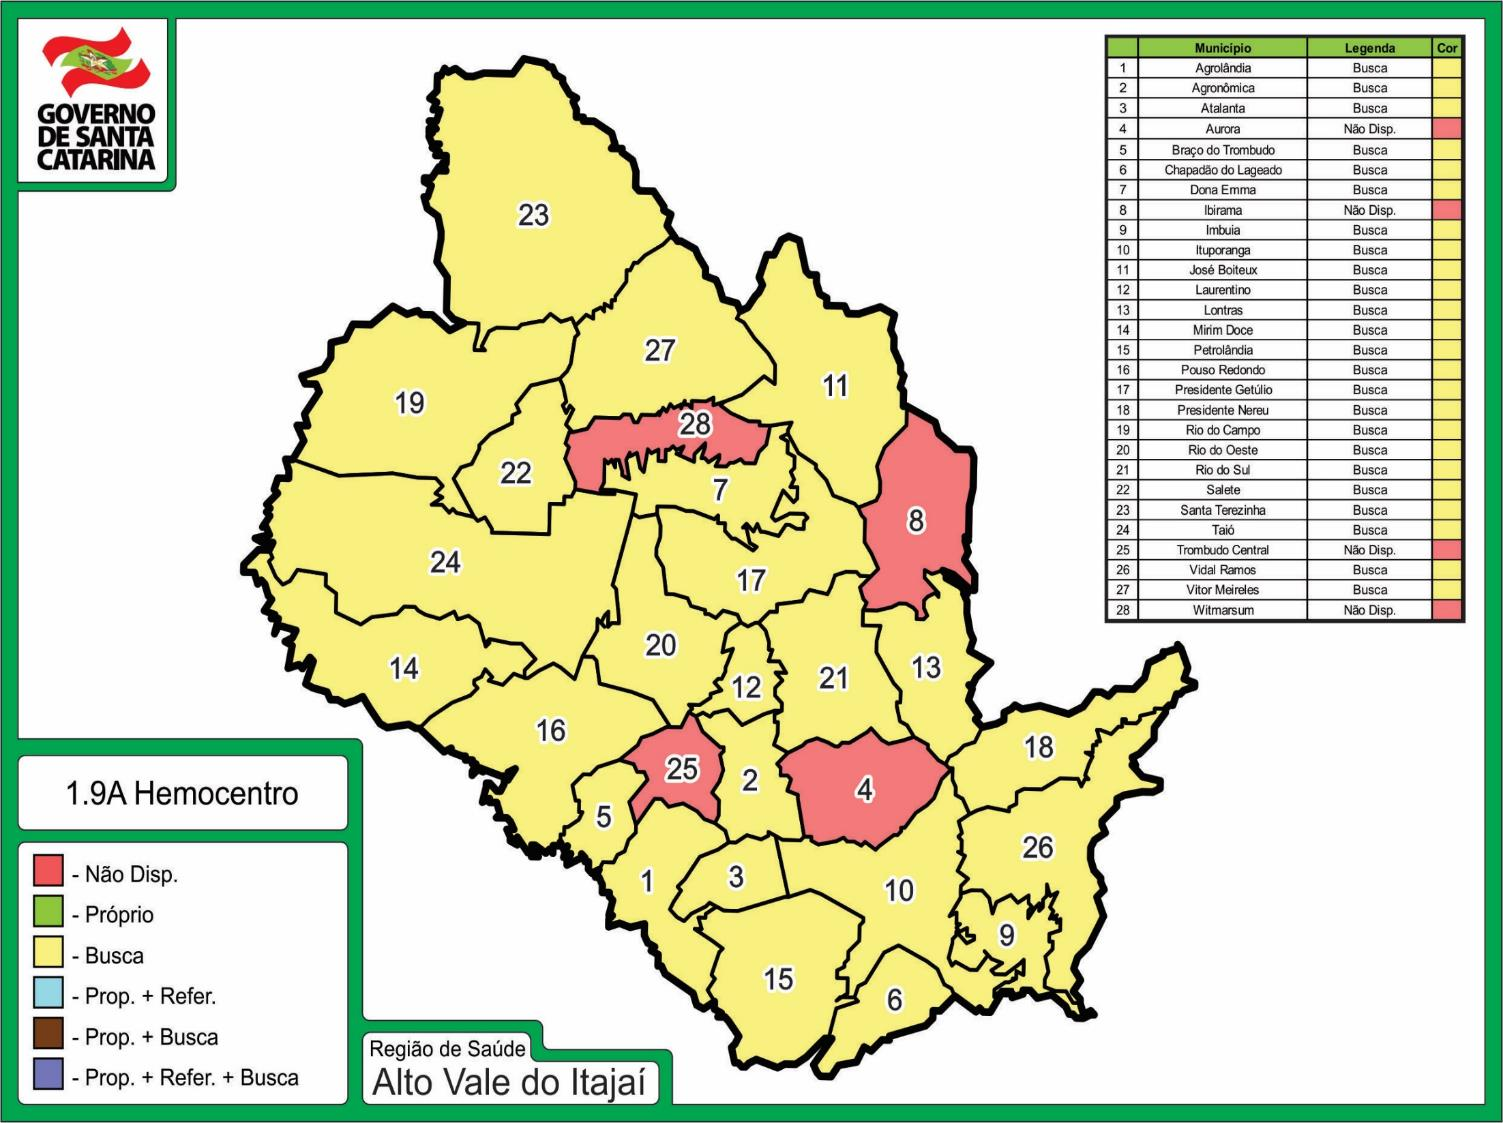 GOVERNO
DE SANTA
CATARINA
Município Legenda Cor
1 Agrolândia Busca
2 Agronômica Busca
3 Atalanta Busca
4 Aurora Não Disp.
5 Braço do Trombudo Busca
6 Chapadão do Lageado Busca
7 Dona Emma Busca
8 Ibirama Não Disp.
9 Imbuia Busca
10 Ituporanga Busca
11 José Boiteux Busca
12 Laurentino Busca
13 Lontras Busca
14 Mirim Doce Busca
15 Petrolândia Busca
16 Pouso Redondo Busca
17 Presidente Getúlio Busca
18 Presidente Nereu Busca
19 Rio do Campo Busca
20 Rio do Oeste Busca
21 Rio do Sul Busca
22 Salete Busca
23 Santa Terezinha Busca
24 Taió Busca
25 Trombudo Central Não Disp.
26 Vidal Ramos Busca
27 Vitor Meireles Busca
28 Witmarsum Não Disp.
23
27
11
19
28
22
7
8
24
17
20
14
12
21
13
16
18
25
2
4
5
26
1
3
10
9
15
6
1.9A Hemocentro
- Não Disp.
- Próprio
- Busca
- Prop. + Refer.
- Prop. + Busca
- Prop. + Refer. + Busca
Região de Saúde
Alto Vale do Itajaí